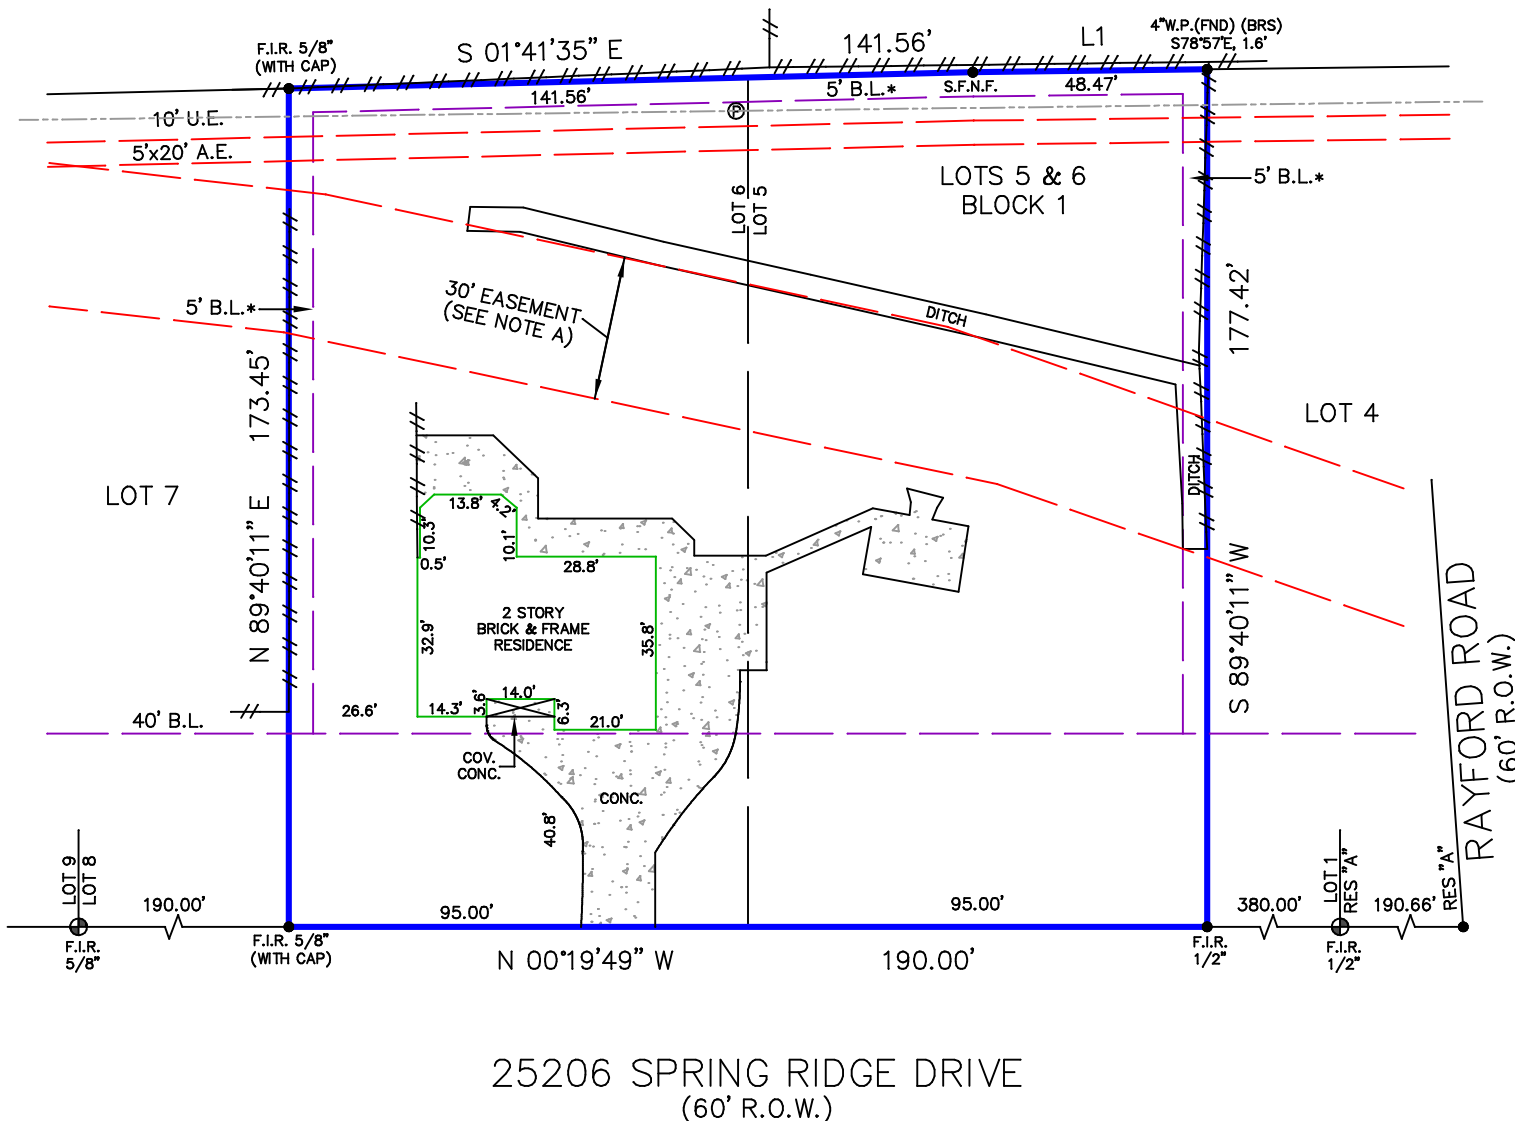 F.I.R. 5/8"
(WITH CAP)
S 01°41'35" E
141.56'
L1
4"W.P.(FND) (BRS)
S78°57'E, 1.6'
141.56'
5' B.L.*
S.F.N.F.
48.47'
P
10' U.E.
5'x20' A.E.
LOT 6
LOT 5
LOTS 5 & 6
BLOCK 1
5' B.L.*
5' B.L.*
30' EASEMENT
(SEE NOTE A)
DITCH
177.42'
S 89°40'11" W
173.45'
N 89°40'11" E
LOT 4
LOT 7
DITCH
13.8'
4.2'
10.3'
10.1'
0.5'
28.8'
2 STORY
BRICK & FRAME
RESIDENCE
32.9'
35.8'
14.0'
3.6'
6.3'
26.6'
14.3'
21.0'
40' B.L.
COV.
CONC.
CONC.
40.8'
RAYFORD ROAD
(60' R.O.W.)
LOT 9
LOT 8
190.00'
95.00'
95.00'
380.00'
LOT 1
RES "A"
190.66'
RES "A"
F.I.R.
5/8"
F.I.R. 5/8"
(WITH CAP)
N 00°19'49" W
190.00'
F.I.R.
1/2"
F.I.R.
1/2"
25206 SPRING RIDGE DRIVE
(60' R.O.W.)